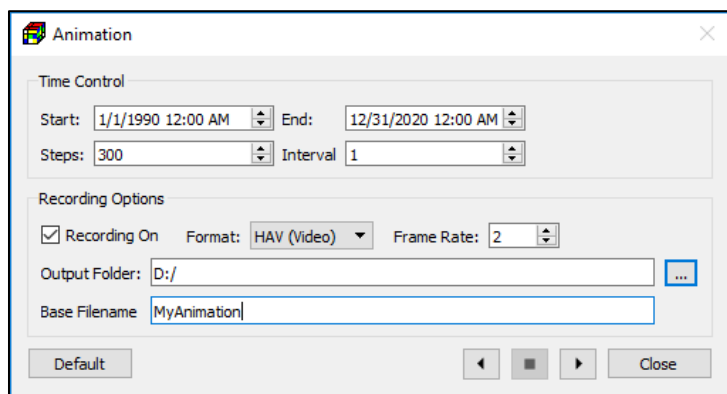 Animation
Time Control
Start: 1/1/1990 12:00 AM End: 12/31/2020 12:00 AM
Steps: 300 Interval 1
Recording Options
Recording On Format: HAV (Video) Frame Rate: 2
Output Folder: D:/ ...
Base Filename MyAnimation
Default Close